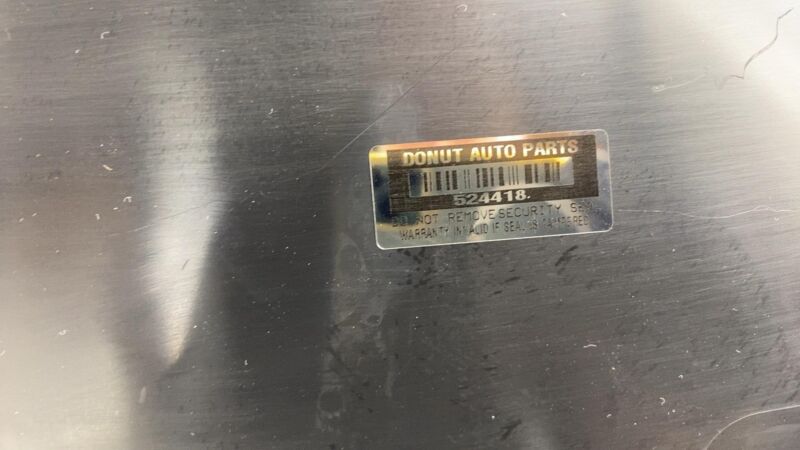 DONUT AUTO PARTS
524418
DO NOT REMOVE SECURITY SEAL
WARRANTY INVALID IF SEAL IS TAMPERED